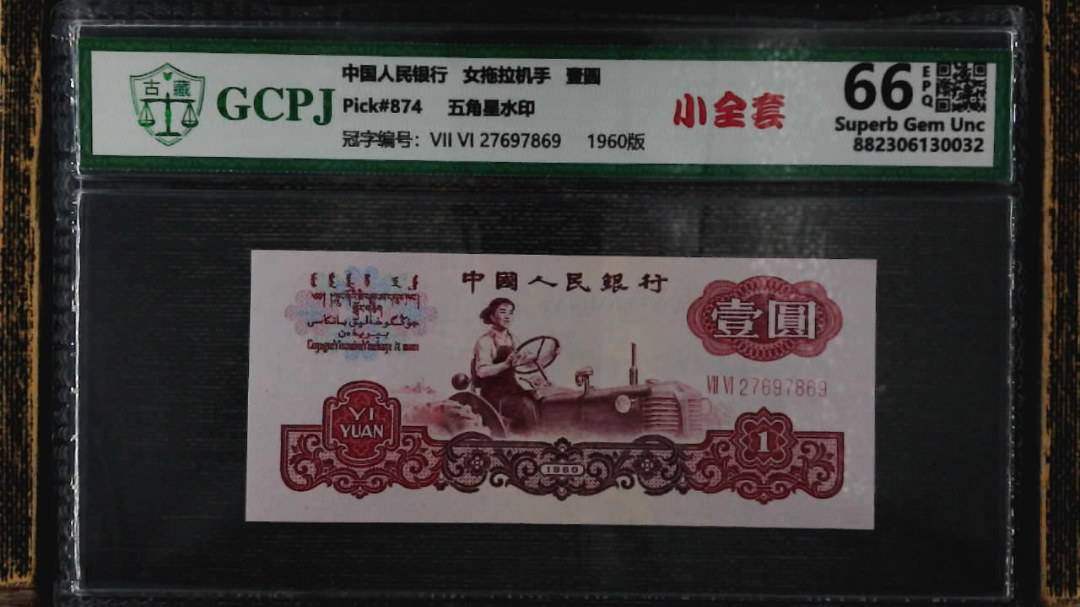 古 藏
GCPJ
中国人民银行 女拖拉机手 壹圆
Pick#874 五角星水印
冠字编号： VII VI 27697869 1960版
小全套
66 EPQ
Superb Gem Unc
882306130032
中國人民銀行
壹圓
VII VI 27697869
YI
YUAN
1960
1